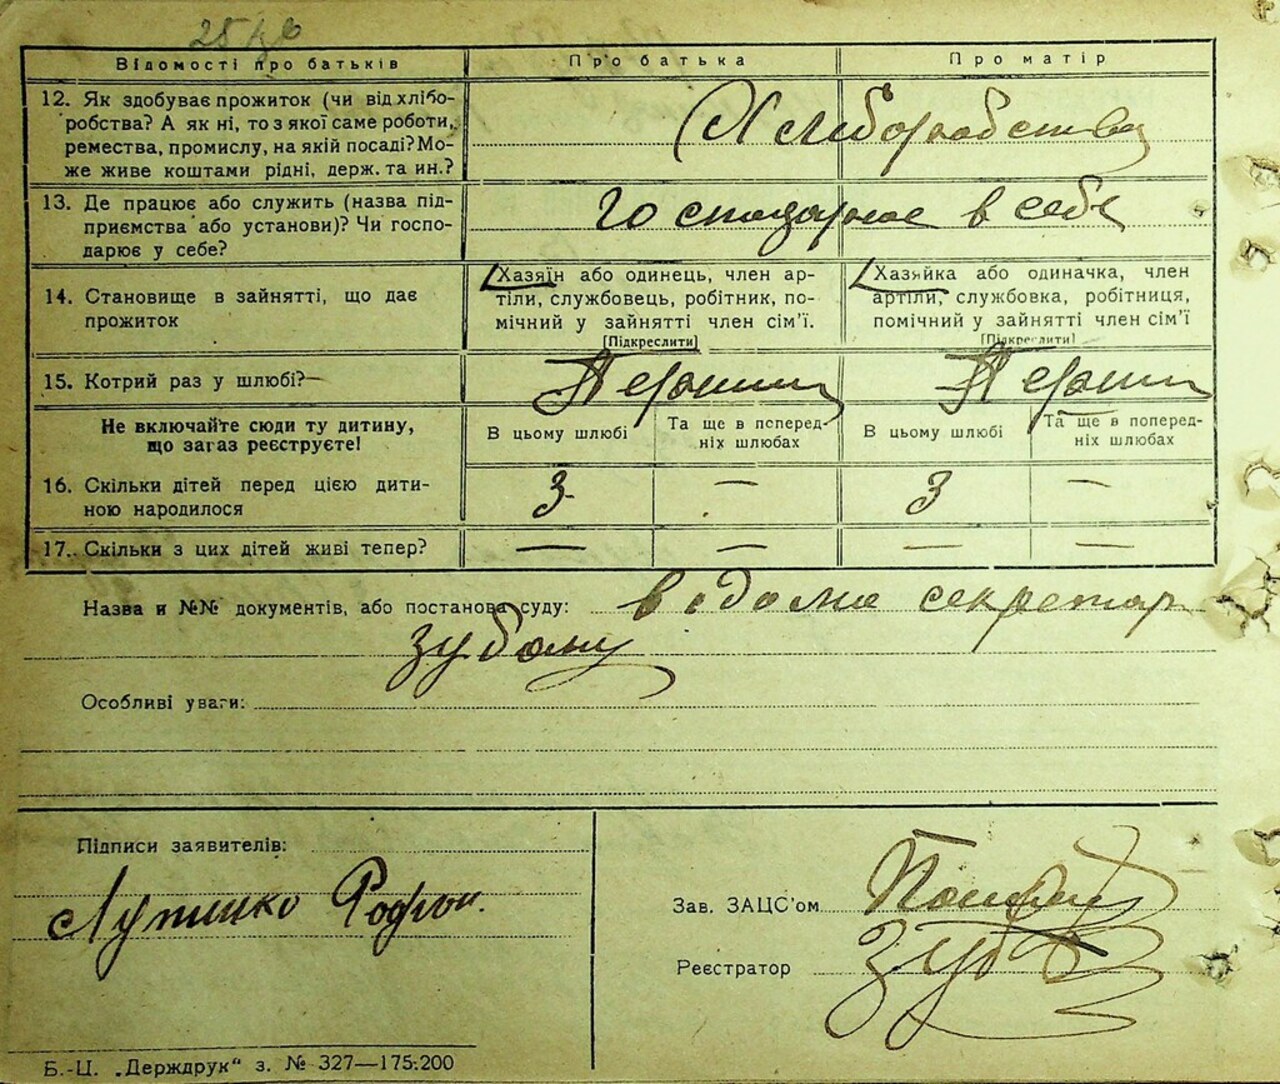 Відомості про батьків Про батька Про матір
12. Як здобуває прожиток (чи від хлібо-
робства? А як ні, то з якої саме роботи,
ремества, промислу, на якій посаді? Мо-
же живе коштами рідні, держ. та ин.?
Хліборобство
13. Де працює або служить (назва під-
приємства або установи)? Чи госпо-
дарює у себе?
господарює в себе
14. Становище в зайнятті, що дає
прожиток
Хазяїн або одинець, член ар-
тіли, службовець, робітник, по-
мічний у зайнятті член сім'ї.
[Підкреслити]
Хазяйка або одиначка, член
артіли, службовка, робітниця,
помічний у зайнятті член сім'ї
[Підкреслити]
15. Котрий раз у шлюбі?
Перший Перший
Не включайте сюди ту дитину,
що загаз реєструєте!
В цьому шлюбі
Та ще в поперед-
ніх шлюбах
В цьому шлюбі
Та ще в поперед-
ніх шлюбах
16. Скільки дітей перед цією дити-
ною народилося
3 — 3 —
17. Скільки з цих дітей живі тепер? — — — —
Назва и №№ документів, або постанова суду: відоме секретар
зубому
Особливі уваги:
Підписи заявителів:
Лупинко
Зав. ЗАЦС'ом
Реєстратор Зуб
Б.-Ц. „Держдрук“ з. № 327—175:200